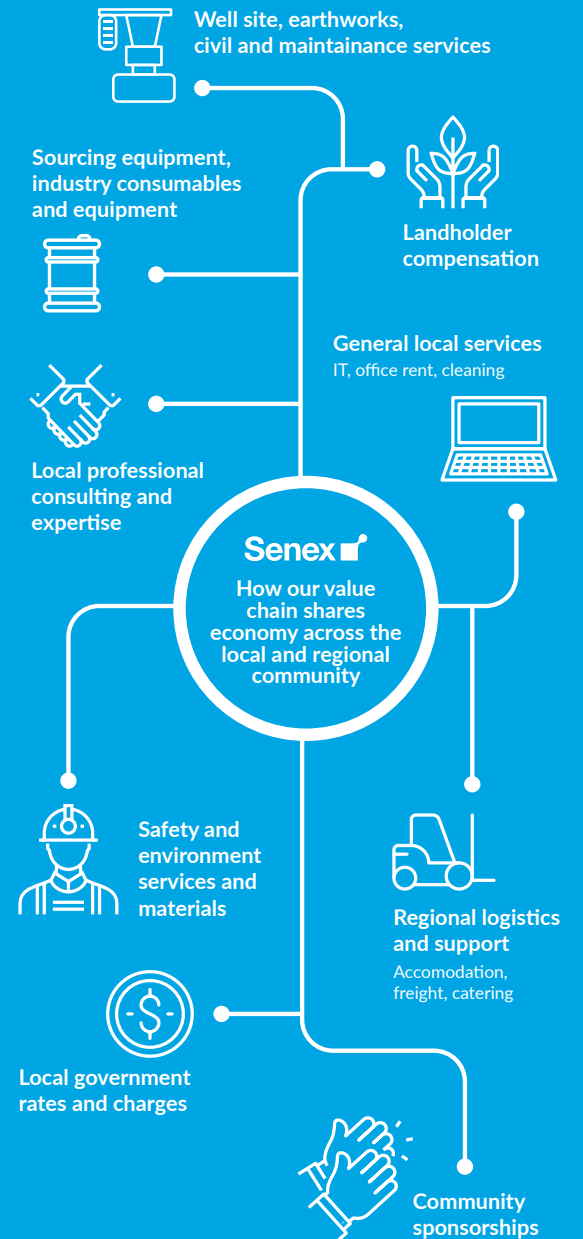 Well site, earthworks,
civil and maintainance services
Sourcing equipment,
industry consumables
and equipment
Landholder
compensation
General local services
IT, office rent, cleaning
Local professional
consulting and
expertise
Senex
How our value
chain shares
economy across the
local and regional
community
Safety and
environment
services and
materials
Regional logistics
and support
Accomodation,
freight, catering
$
Local government
rates and charges
Community
sponsorships